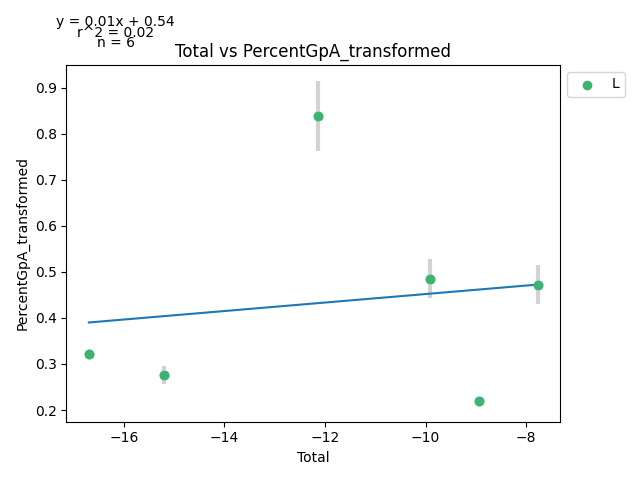 y = 0.01x + 0.54
r^2 = 0.02
n = 6
Total vs PercentGpA_transformed
L
PercentGpA_transformed
0.9
0.8
0.7
0.6
0.5
0.4
0.3
0.2
−16 −14 −12 −10 −8
Total